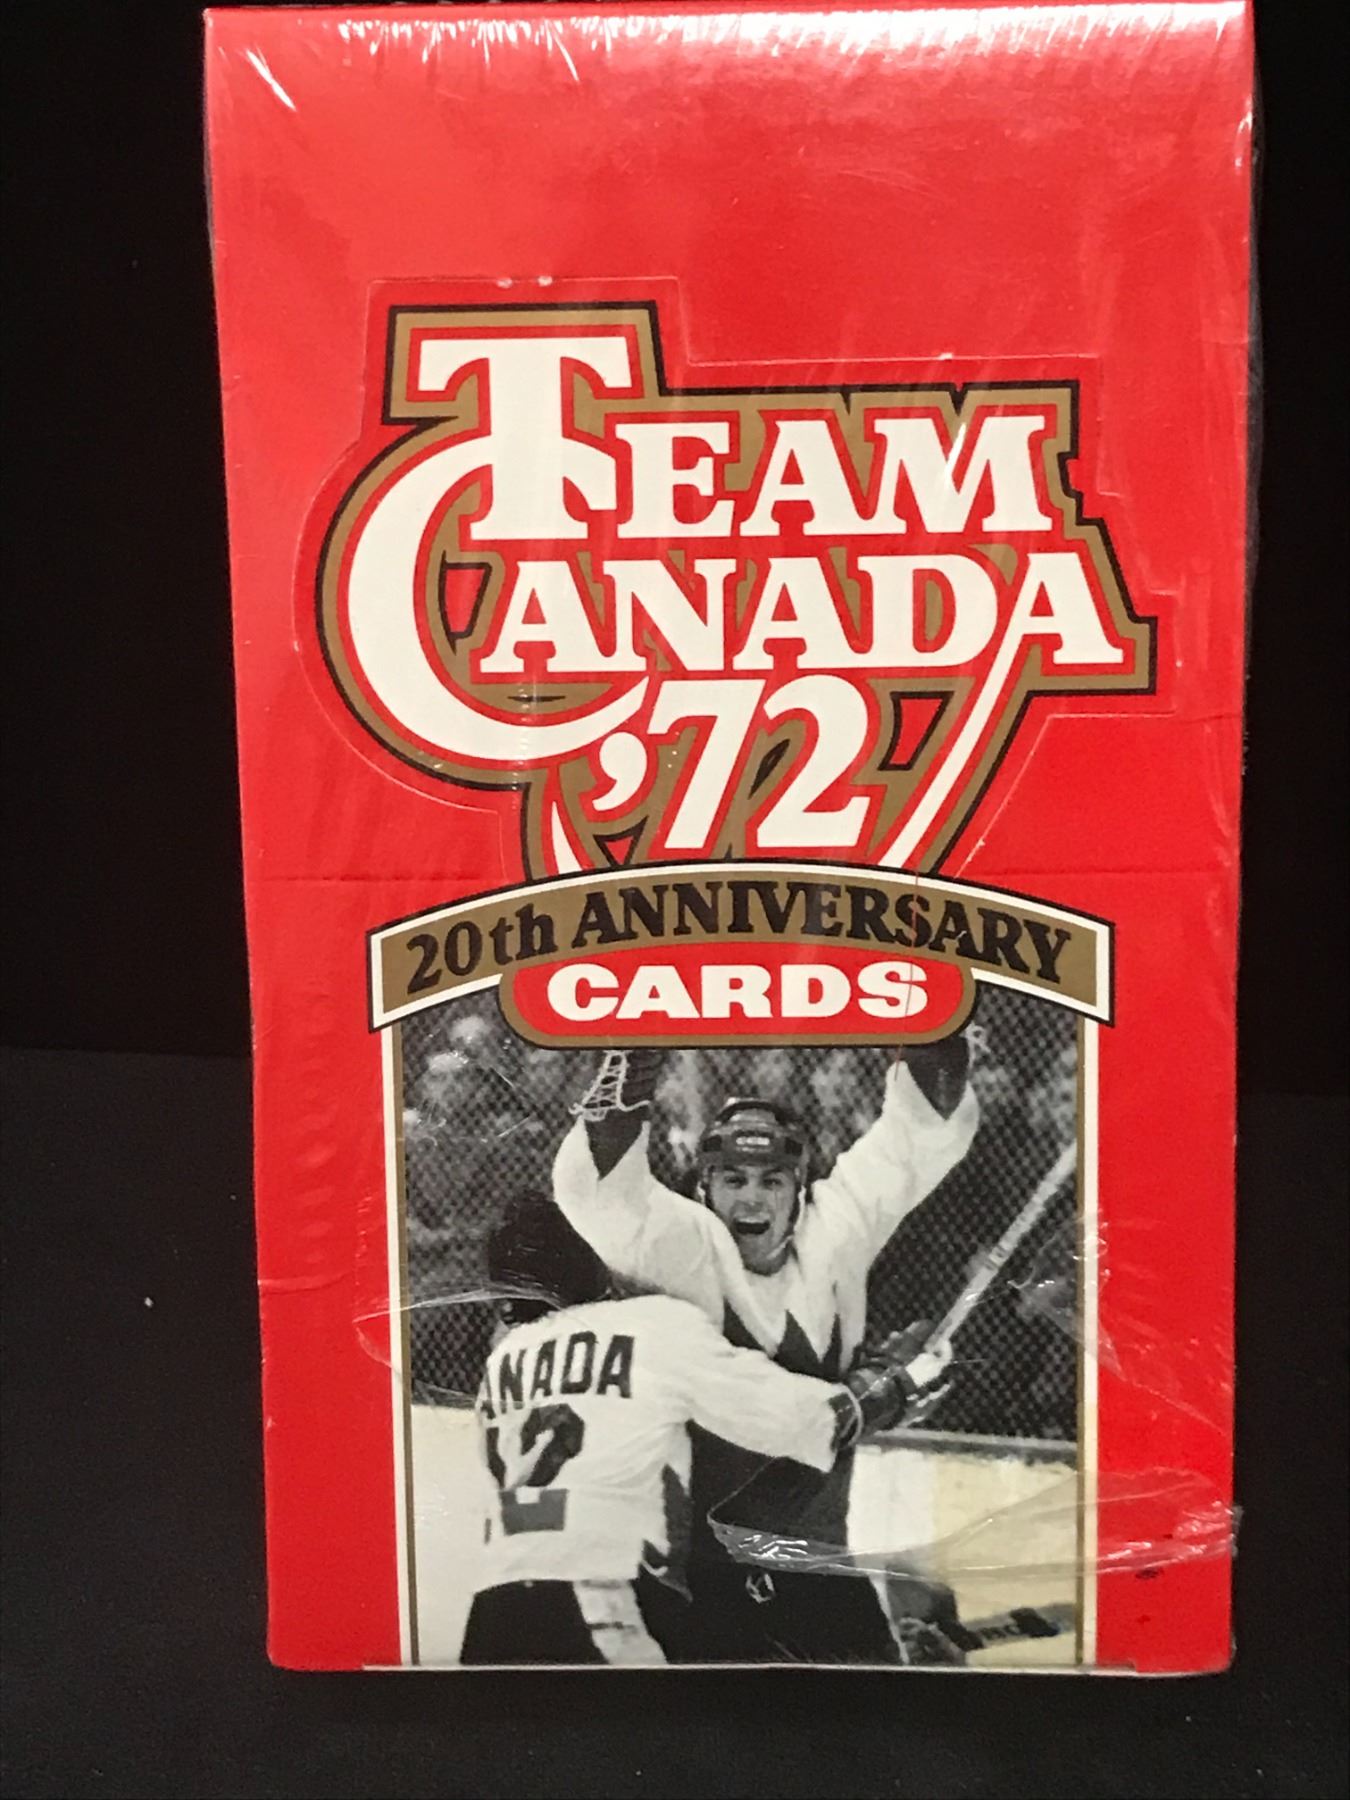 TEAM
CANADA
'72
20th ANNIVERSARY
CARDS
ANADA
12